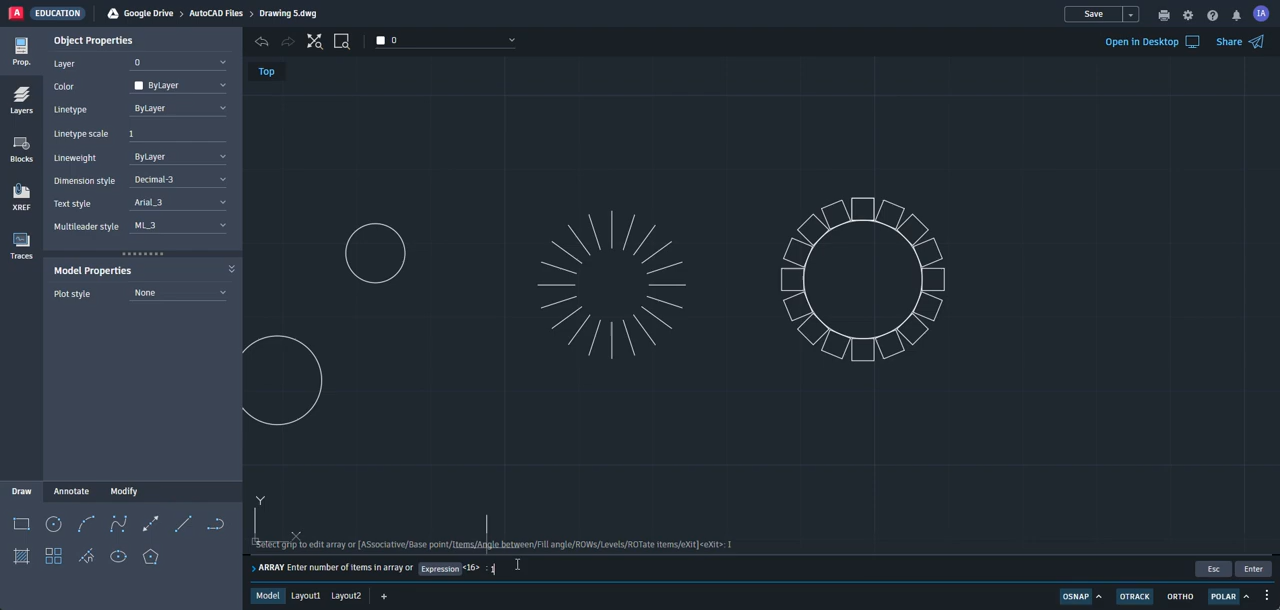 A EDUCATION Google Drive > AutoCAD Files > Drawing 5.dwg Save IA
Prop.
Layers
Blocks
XREF
Traces
Object Properties
Layer 0
Color ByLayer
Linetype ByLayer
Linetype scale 1
Lineweight ByLayer
Dimension style Decimal-3
Text style Arial_3
Multileader style ML_3
Model Properties
Plot style None
Draw Annotate Modify
0
Open in Desktop Share
Top
Y
X
Select grip to edit array or [ASsociative/Base point/Items/Angle between/Fill angle/ROWs/Levels/ROTate items/eXit]<eXit>: I
> ARRAY Enter number of items in array or Expression <16> : 1
Esc Enter
Model Layout1 Layout2 + OSNAP OTRACK ORTHO POLAR